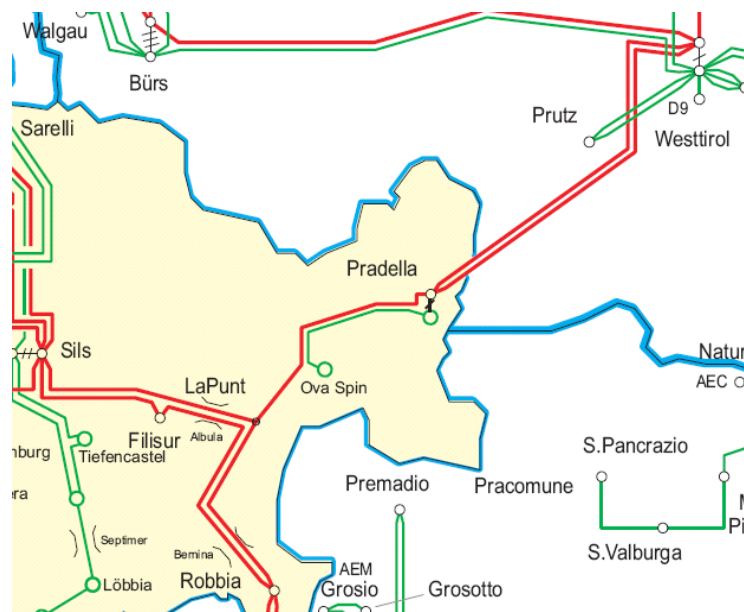 Walgau
Bürs
D9
Prutz
Westtirol
Sarelli
Pradella
Sils
LaPunt
Ova Spin
Natur
AEC
Filisur
Albula
nburg
Tiefencastel
S.Pancrazio
era
Premadio
Pracomune
M
Pi
Septimer
S.Valburga
Bernina
AEM
Löbbia
Robbia
Grosio
Grosotto